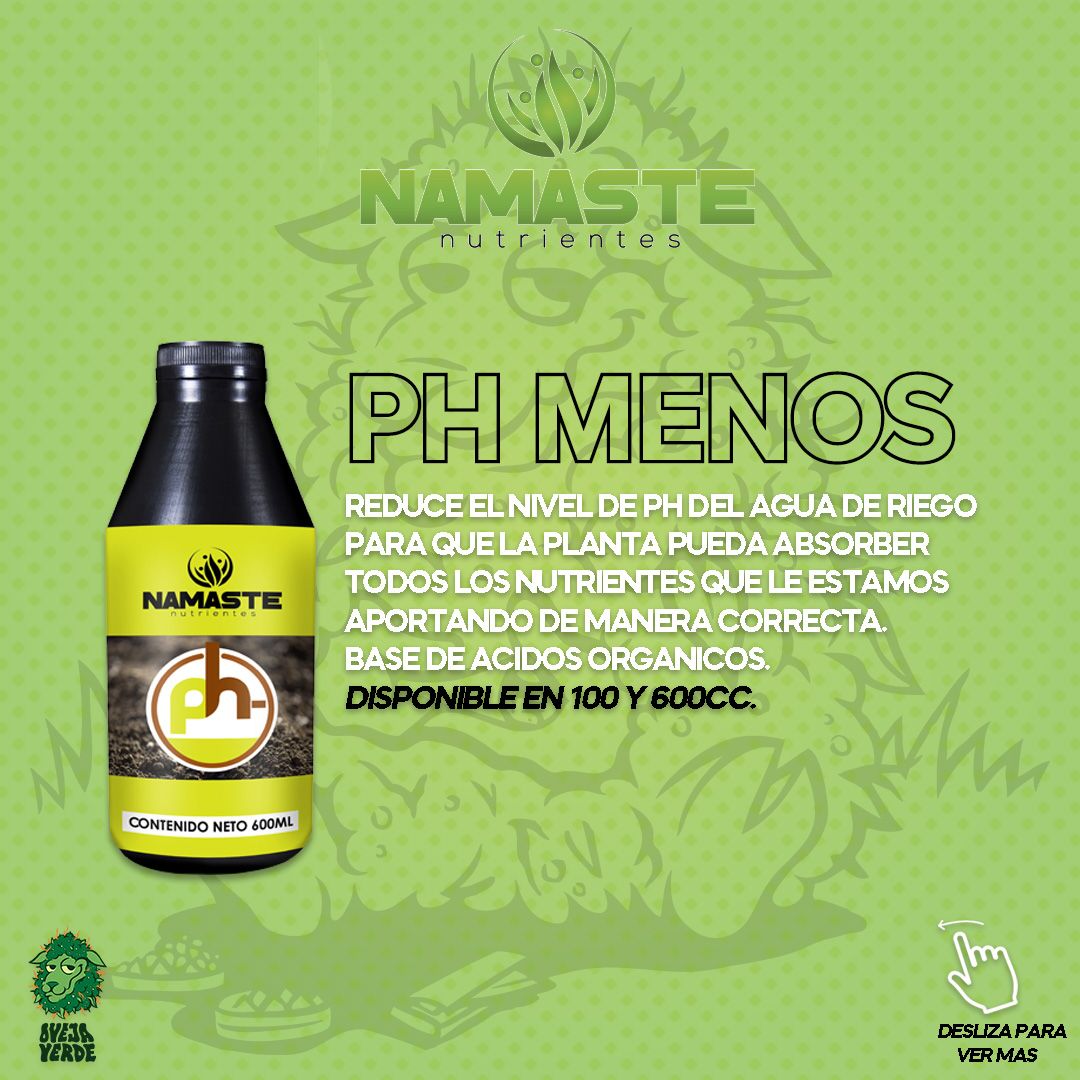 NAMASTE
nutrientes
PH MENOS
REDUCE EL NIVEL DE PH DEL AGUA DE RIEGO
PARA QUE LA PLANTA PUEDA ABSORBER
TODOS LOS NUTRIENTES QUE LE ESTAMOS
APORTANDO DE MANERA CORRECTA.
BASE DE ACIDOS ORGANICOS.
DISPONIBLE EN 100 Y 600CC.
NAMASTE
nutrientes
ph-
CONTENIDO NETO 600ML
OVEJA
VERDE
DESLIZA PARA
VER MAS